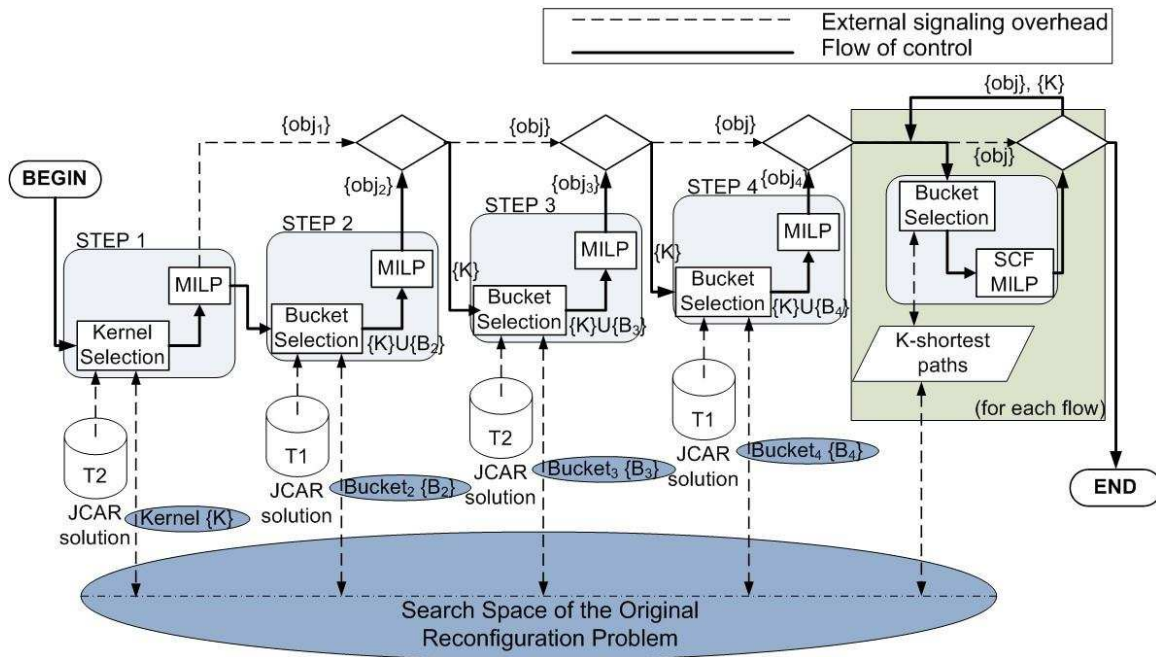 External signaling overhead
Flow of control
{obj}, {K}
{obj₁}
{obj}
{obj}
{obj}
BEGIN
{obj₂}
{obj₃}
{obj₄}
STEP 1
STEP 2
STEP 3
STEP 4
Bucket
Selection
MILP
MILP
MILP
MILP
SCF
MILP
{K}
{K}
Kernel
Selection
Bucket
Selection
{K}U{B₂}
Bucket
Selection
{K}U{B₃}
Bucket
Selection
{K}U{B₄}
K-shortest
paths
(for each flow)
T2
JCAR
solution
T1
JCAR
solution
T2
JCAR
solution
T1
JCAR
solution
Kernel {K}
Bucket₂ {B₂}
Bucket₃ {B₃}
Bucket₄ {B₄}
END
Search Space of the Original
Reconfiguration Problem